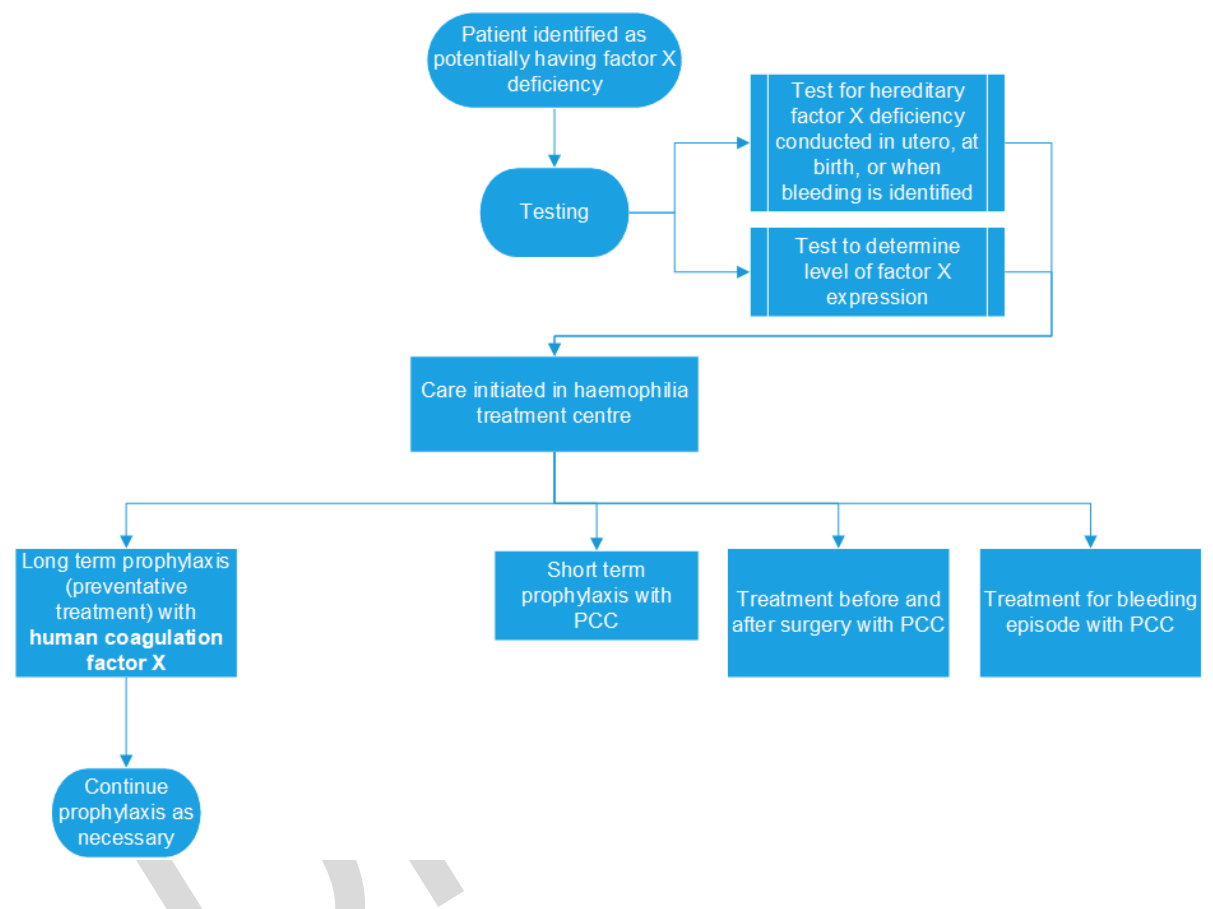 Patient identified as
potentially having factor X
deficiency
Testing
Test for hereditary
factor X deficiency
conducted in utero, at
birth, or when
bleeding is identified
Test to determine
level of factor X
expression
Care initiated in haemophilia
treatment centre
Long term prophylaxis
(preventative
treatment) with
human coagulation
factor X
Short term
prophylaxis with
PCC
Treatment before and
after surgery with PCC
Treatment for bleeding
episode with PCC
Continue
prophylaxis as
necessary